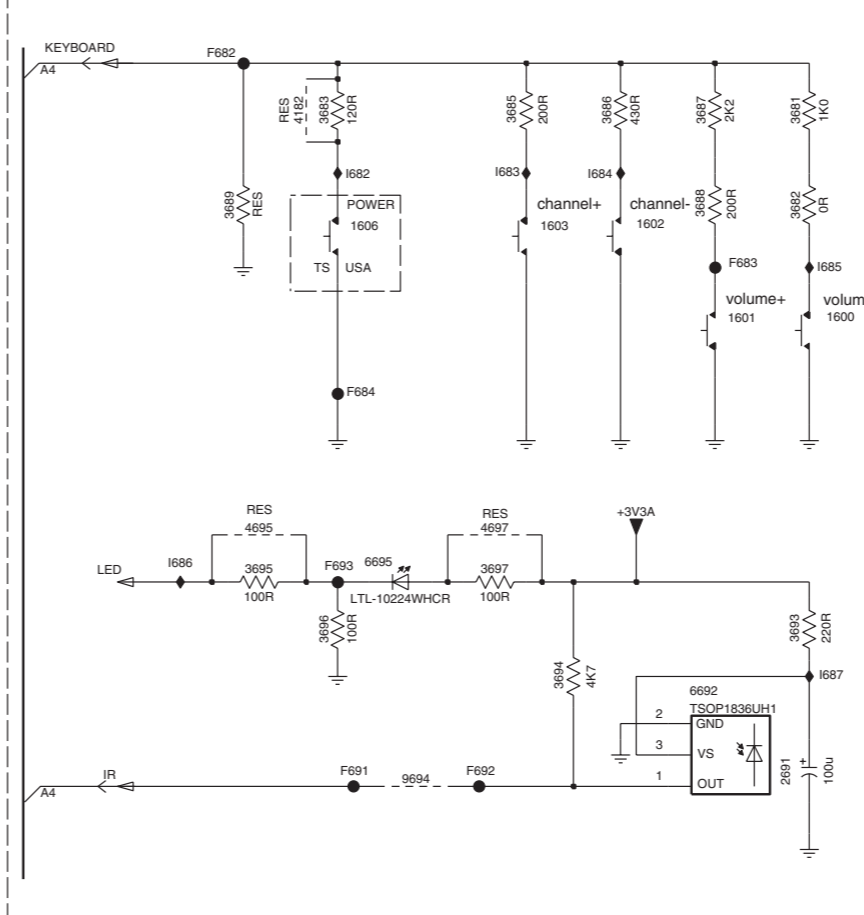 KEYBOARD
A4
F682
RES
4182
3683
120R
3685
200R
3686
430R
3687
2K2
3681
1K0
I682
I683
I684
3689
RES
POWER
1606
TS USA
channel+
1603
channel-
1602
3688
200R
3682
0R
F683
I685
volume+
1601
volum
1600
F684
RES
4695
RES
4697
+3V3A
LED
I686
3695
100R
F693
6695
LTL-10224WHCR
3697
100R
3696
100R
3693
220R
3694
4K7
I687
6692
TSOP1836UH1
2
GND
3
VS
1
OUT
2691
+
100u
IR
A4
F691
9694
F692